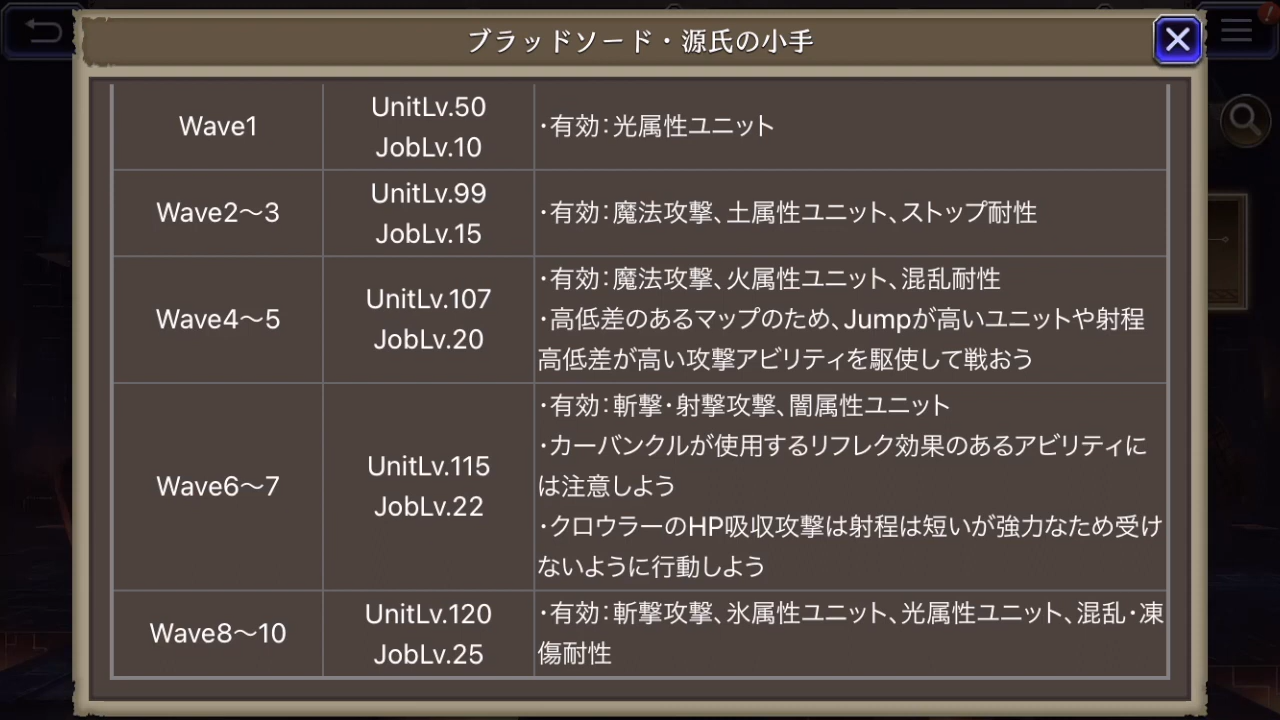 ブラッドソード・源氏の小手
Wave1
UnitLv.50
JobLv.10
・有効：光属性ユニット
Wave2～3
UnitLv.99
JobLv.15
・有効：魔法攻撃、土属性ユニット、ストップ耐性
Wave4～5
UnitLv.107
JobLv.20
・有効：魔法攻撃、火属性ユニット、混乱耐性
・高低差のあるマップのため、Jumpが高いユニットや射程
高低差が高い攻撃アビリティを駆使して戦おう
Wave6～7
UnitLv.115
JobLv.22
・有効：斬撃・射撃攻撃、闇属性ユニット
・カーバンクルが使用するリフレク効果のあるアビリティに
は注意しよう
・クロウラーのHP吸収攻撃は射程は短いが強力なため受け
ないように行動しよう
Wave8～10
UnitLv.120
JobLv.25
・有効：斬撃攻撃、氷属性ユニット、光属性ユニット、混乱・凍
傷耐性